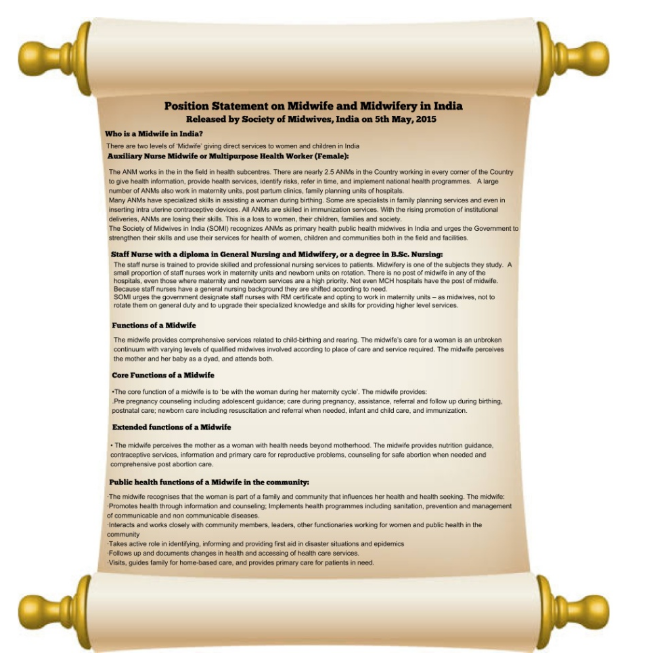 Position Statement on Midwife and Midwifery in India
Released by Society of Midwives, India on 5th May, 2015
Who is a Midwife in India?
There are two levels of 'Midwife' giving direct services to women and children in India
Auxiliary Nurse Midwife or Multipurpose Health Worker (Female):
The ANM works in the in the field in health subcentres. There are nearly 2.5 ANMs in the Country working in every corner of the Country
to give health information, provide health services, identify risks, refer in time, and implement national health programmes. A large
number of ANMs also work in maternity units, post partum clinics, family planning units of hospitals.
Many ANMs have specialized skills in assisting a woman during birthing. Some are specialists in family planning services and even in
inserting intra uterine contraceptive devices. All ANMs are skilled in immunization services. With the rising promotion of institutional
deliveries, ANMs are losing their skills. This is a loss to women, their children, families and society.
The Society of Midwives in India (SOMI) recognizes ANMs as primary health public health midwives in India and urges the Government to
strengthen their skills and use their services for health of women, children and communities both in the field and facilities.
Staff Nurse with a diploma in General Nursing and Midwifery, or a degree in B.Sc. Nursing:
The staff nurse is trained to provide skilled and professional nursing services to patients. Midwifery is one of the subjects they study. A
small proportion of staff nurses work in maternity units and newborn units on rotation. There is no post of midwife in any of the
hospitals, even those where maternity and newborn services are a high priority. Not even MCH hospitals have the post of midwife.
Because staff nurses have a general nursing background they are shifted according to need.
SOMI urges the government designate staff nurses with RM certificate and opting to work in maternity units – as midwives, not to
rotate them on general duty and to upgrade their specialized knowledge and skills for providing higher level services.
Functions of a Midwife
The midwife provides comprehensive services related to child-birthing and rearing. The midwife's care for a woman is an unbroken
continuum with varying levels of qualified midwives involved according to place of care and service required. The midwife perceives
the mother and her baby as a dyad, and attends both.
Core Functions of a Midwife
•The core function of a midwife is to 'be with the woman during her maternity cycle'. The midwife provides:
.Pre pregnancy counseling including adolescent guidance; care during pregnancy, assistance, referral and follow up during birthing,
postnatal care; newborn care including resuscitation and referral when needed, infant and child care, and immunization.
Extended functions of a Midwife
• The midwife perceives the mother as a woman with health needs beyond motherhood. The midwife provides nutrition guidance,
contraceptive services, information and primary care for reproductive problems, counseling for safe abortion when needed and
comprehensive post abortion care.
Public health functions of a Midwife in the community:
·The midwife recognises that the woman is part of a family and community that influences her health and health seeking. The midwife:
·Promotes health through information and counseling; Implements health programmes including sanitation, prevention and management
of communicable and non communicable diseases.
·Interacts and works closely with community members, leaders, other functionaries working for women and public health in the
community
·Takes active role in identifying, informing and providing first aid in disaster situations and epidemics
·Follows up and documents changes in health and accessing of health care services.
·Visits, guides family for home-based care, and provides primary care for patients in need.